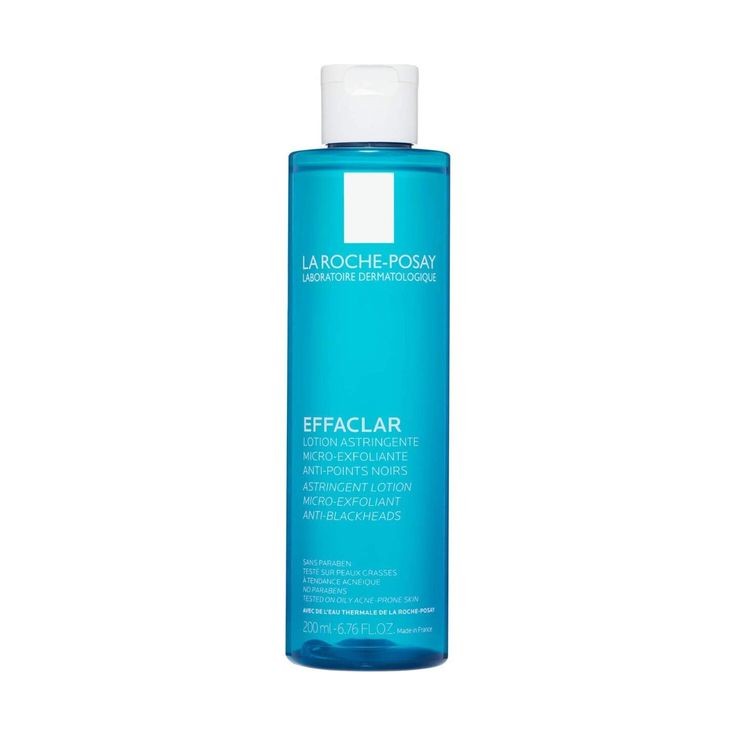 LA ROCHE-POSAY
LABORATOIRE DERMATOLOGIQUE
EFFACLAR
LOTION ASTRINGENTE
MICRO-EXFOLIANTE
ANTI-POINTS NOIRS
ASTRINGENT LOTION
MICRO-EXFOLIANT
ANTI-BLACKHEADS
SANS PARABEN
TESTÉ SUR PEAUX GRASSES
À TENDANCE ACNÉIQUE
NO PARABENS
TESTED ON OILY ACNE-PRONE SKIN
AVEC DE L'EAU THERMALE DE LA ROCHE-POSAY
200 ml-6.76 FL.OZ. Made in France